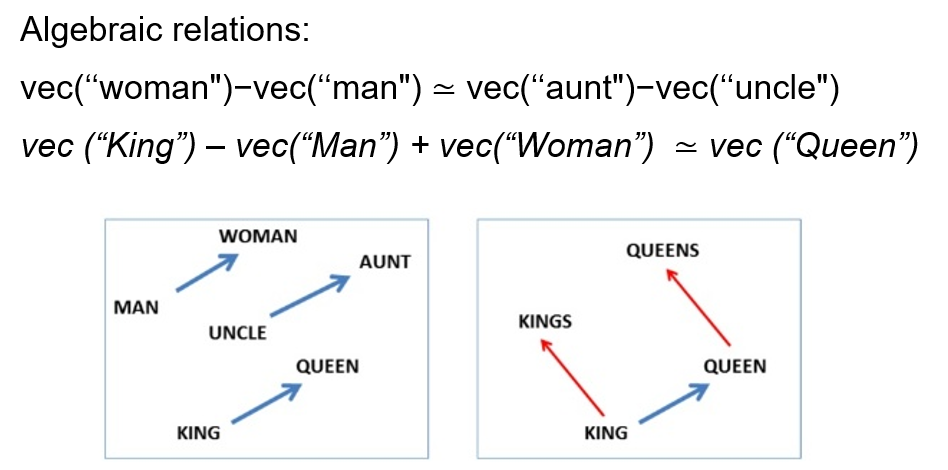 Algebraic relations:
vec(“woman")−vec(“man") ≃ vec(“aunt")−vec(“uncle")
vec (“King”) – vec(“Man”) + vec(“Woman”) ≃ vec (“Queen”)
WOMAN
AUNT
MAN
UNCLE
QUEEN
KING
QUEENS
KINGS
QUEEN
KING